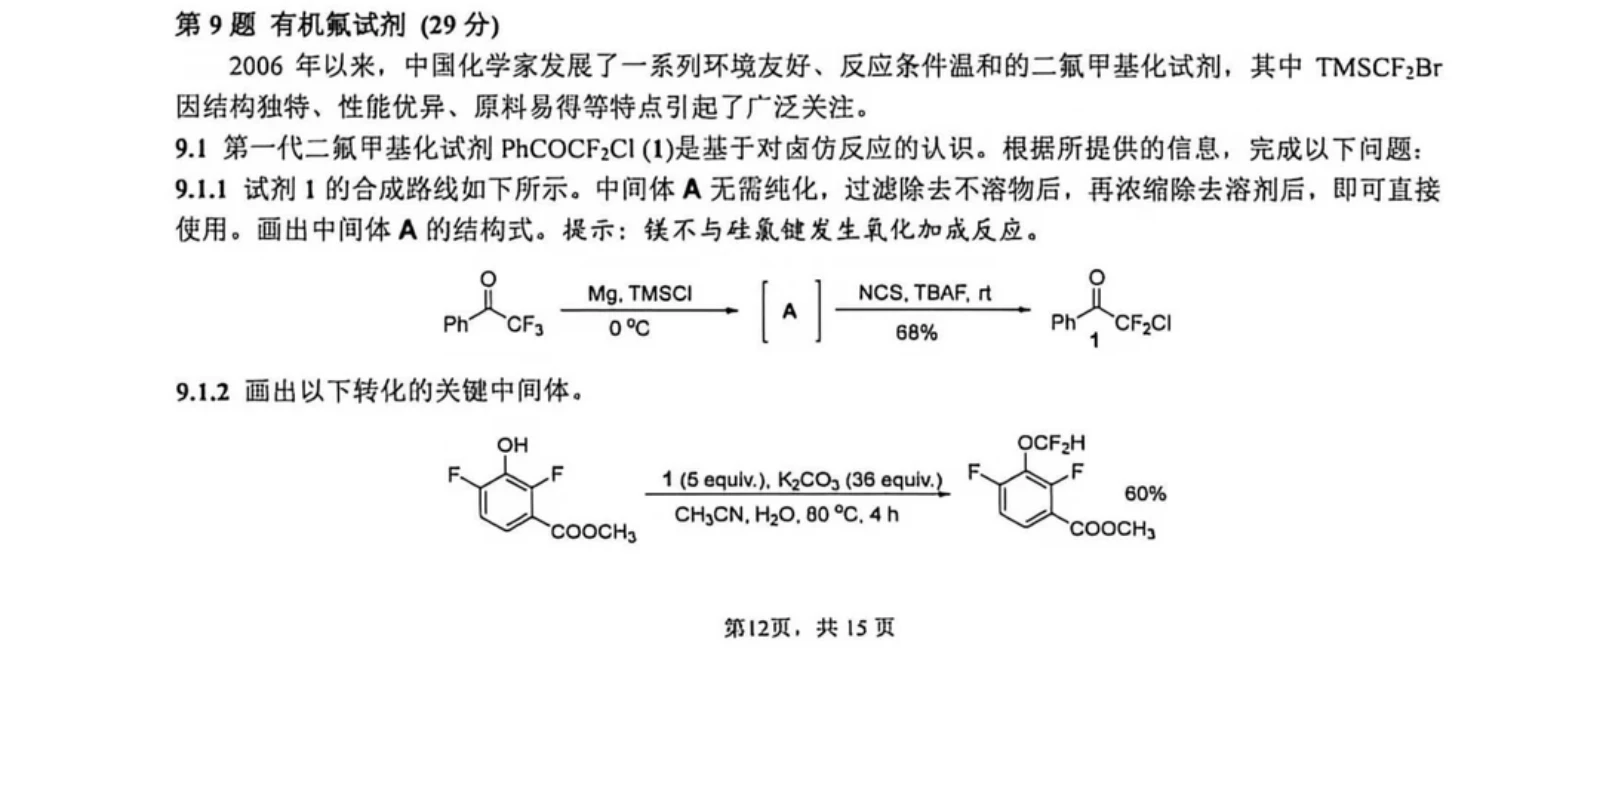 第 9 题 有机氟试剂 (29 分)
2006 年以来，中国化学家发展了一系列环境友好、反应条件温和的二氟甲基化试剂，其中 TMSCF₂Br
因结构独特、性能优异、原料易得等特点引起了广泛关注。
9.1 第一代二氟甲基化试剂 PhCOCF₂Cl (1)是基于对卤仿反应的认识。根据所提供的信息，完成以下问题：
9.1.1 试剂 1 的合成路线如下所示。中间体 A 无需纯化，过滤除去不溶物后，再浓缩除去溶剂后，即可直接
使用。画出中间体 A 的结构式。提示：镁不与硅氯键发生氧化加成反应。
O
Ph CF₃
Mg, TMSCl
0 ºC
[ A ]
NCS, TBAF, rt
68%
O
Ph CF₂Cl
1
9.1.2 画出以下转化的关键中间体。
OH
F F
COOCH₃
1 (5 equiv.), K₂CO₃ (36 equiv.)
CH₃CN, H₂O, 80 ºC, 4 h
OCF₂H
F F
COOCH₃
60%
第12页，共 15 页